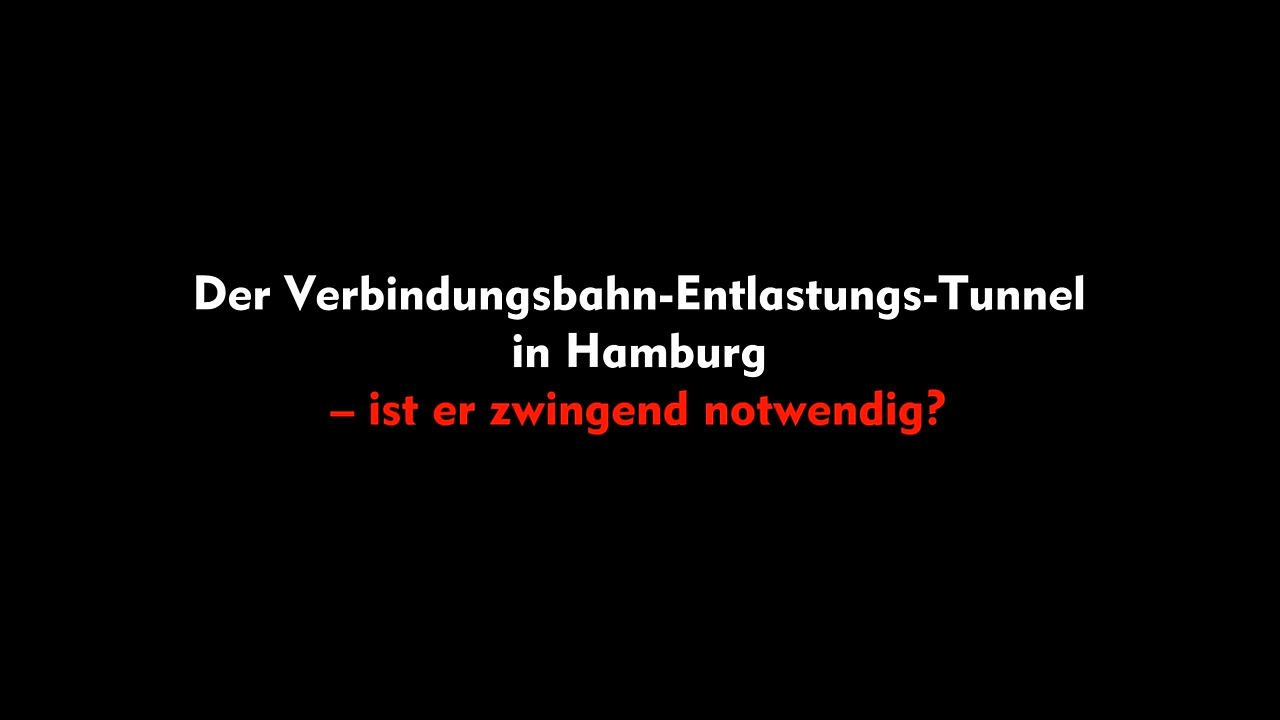 Der Verbindungsbahn-Entlastungs-Tunnel
in Hamburg
– ist er zwingend notwendig?